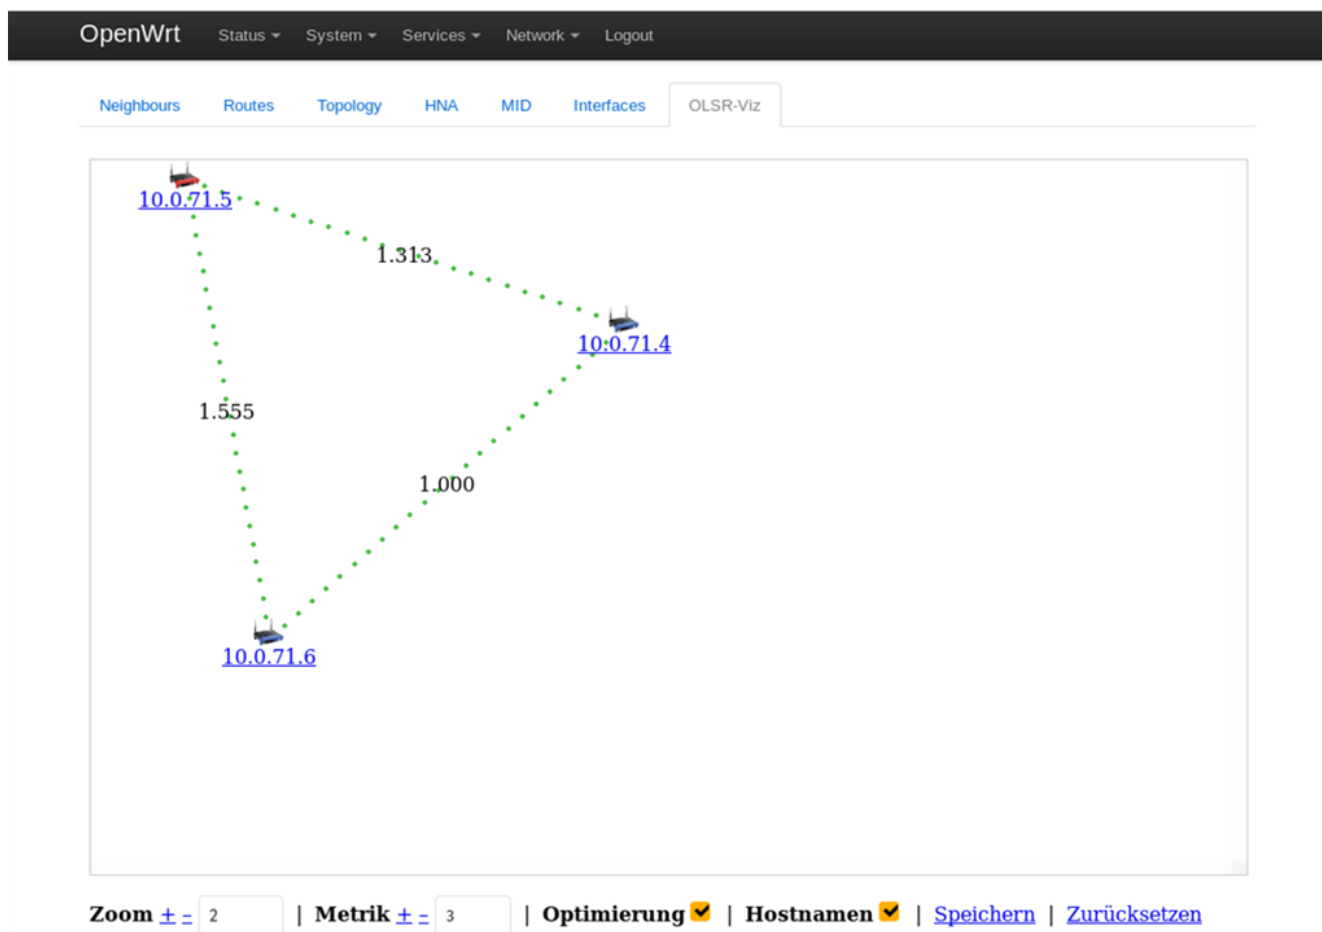 OpenWrt Status System Services Network Logout
Neighbours Routes Topology HNA MID Interfaces OLSR-Viz
10.0.71.5
1.313
10.0.71.4
1.555
1.000
10.0.71.6
Zoom + - 2 | Metrik + - 3 | Optimierung | Hostnamen | Speichern | Zurücksetzen